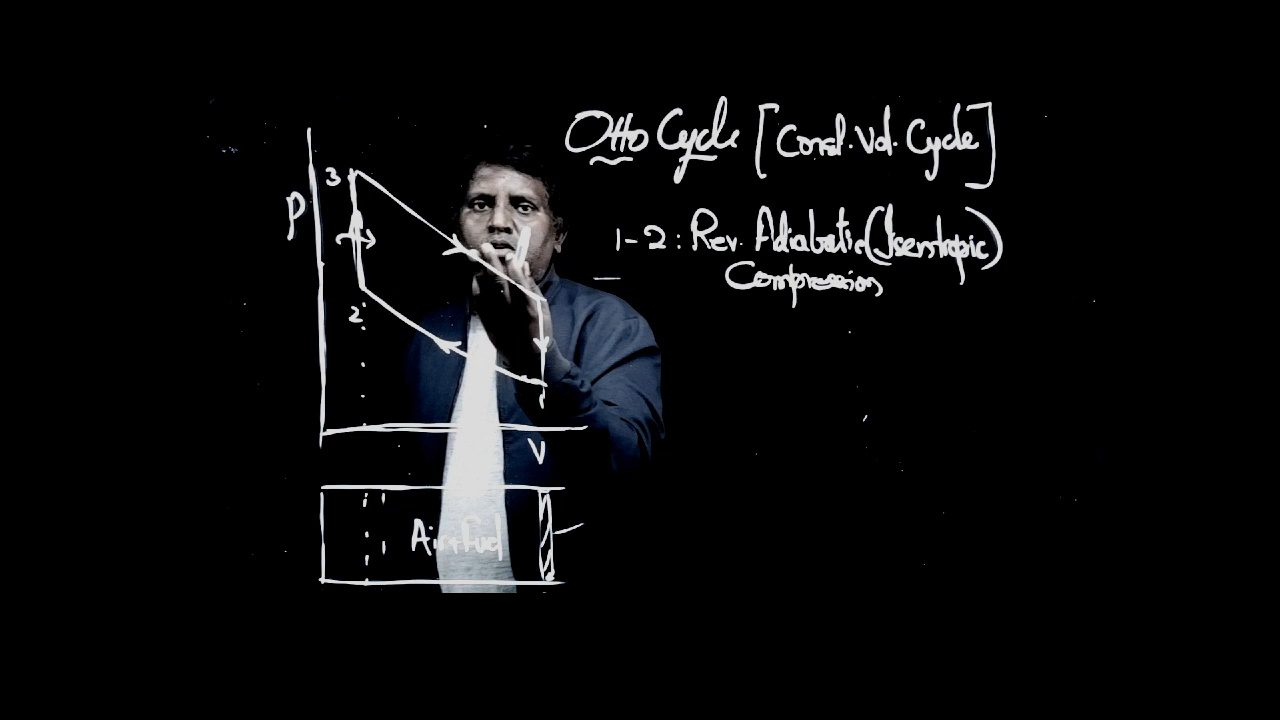 Otto Cycle [Const. Vol. Cycle]
1-2: Rev. Adiabatic (Isentropic)
Compression
3
P
2
V
Air+Fuel